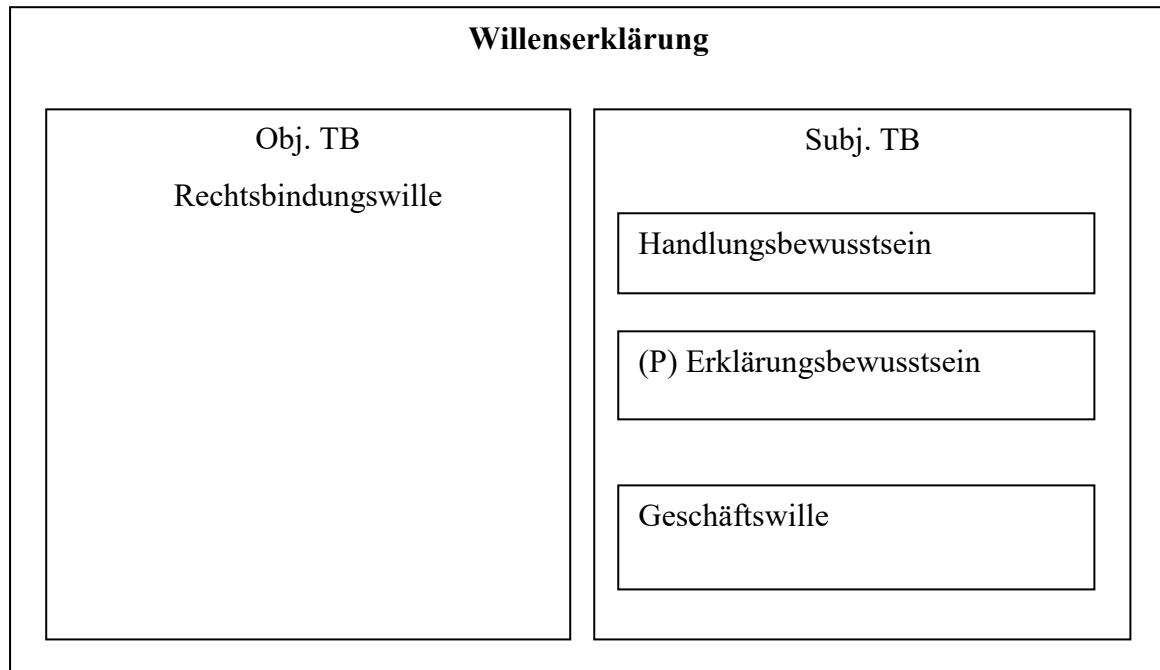 Willenserklärung
Obj. TB
Rechtsbindungswille
Subj. TB
Handlungsbewusstsein
(P) Erklärungsbewusstsein
Geschäftswille